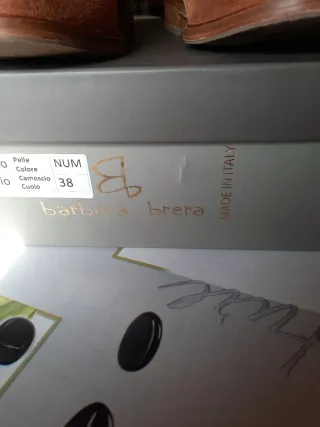 Pelle NUM
Colore
Camoscio 38
Cuoio
barbara brera
MADE IN ITALY